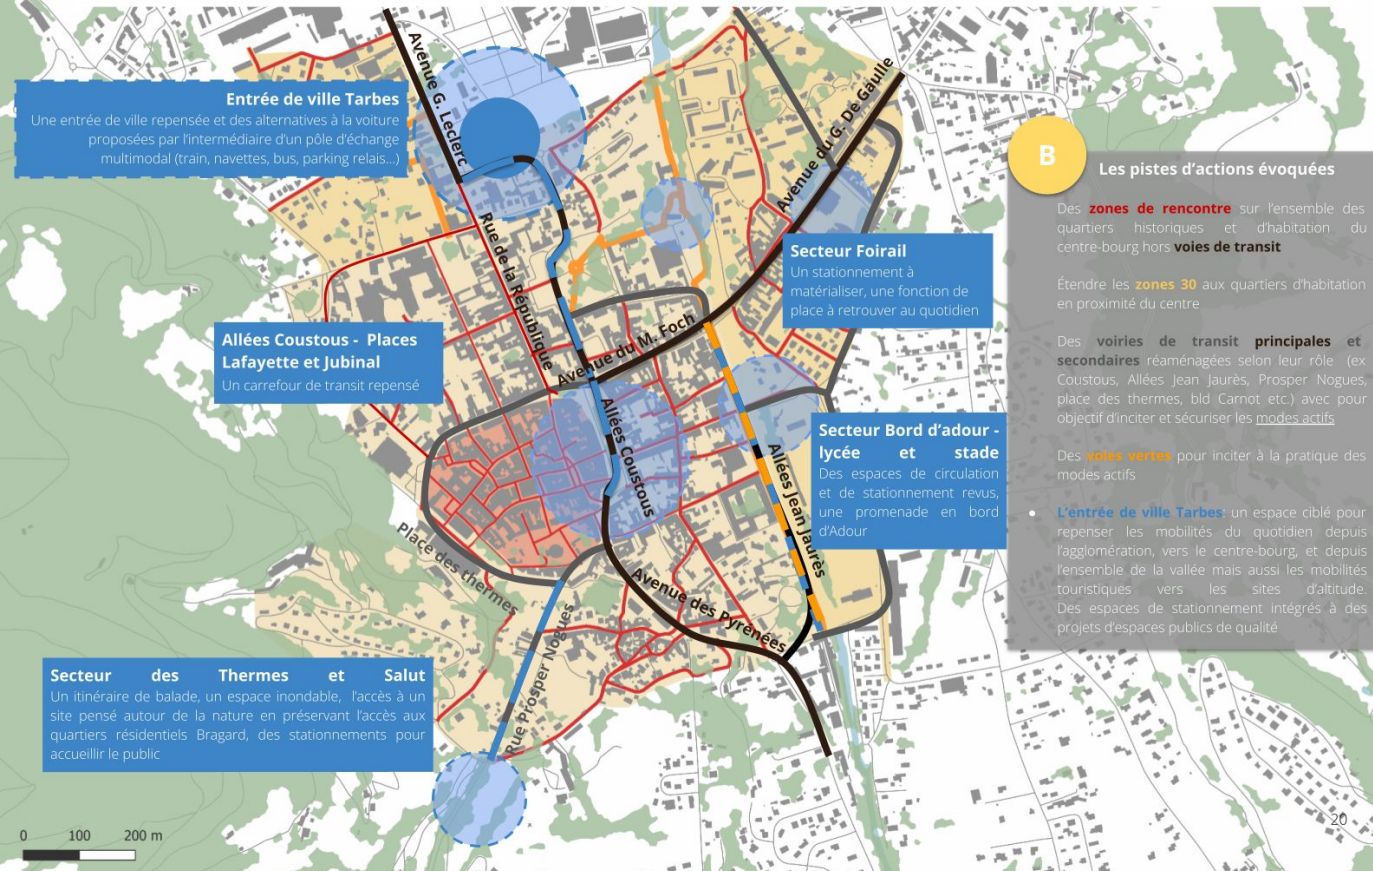 Avenue G. Leclerc
Entrée de ville Tarbes
Une entrée de ville repensée et des alternatives à la voiture
proposées par l'intermédiaire d'un pôle d'échange
multimodal (train, navettes, bus, parking relais...)
Avenue du G. De Gaulle
B
Les pistes d'actions évoquées
Des zones de rencontre sur l'ensemble des
quartiers historiques et d'habitation du
centre-bourg hors voies de transit
Étendre les zones 30 aux quartiers d'habitation
en proximité du centre
Des voiries de transit principales et
secondaires réaménagées selon leur rôle (ex
Coustous, Allées Jean Jaurès, Prosper Nogues,
place des thermes, bld Carnot etc.) avec pour
objectif d'inciter et sécuriser les modes actifs
Des voies vertes pour inciter à la pratique des
modes actifs
• L'entrée de ville Tarbes: un espace ciblé pour
repenser les mobilités du quotidien depuis
l'agglomération, vers le centre-bourg, et depuis
l'ensemble de la vallée mais aussi les mobilités
touristiques vers les sites d'altitude.
Des espaces de stationnement intégrés à des
projets d'espaces publics de qualité
Rue de la République
Secteur Foirail
Un stationnement à
matérialiser, une fonction de
place à retrouver au quotidien
Allées Coustous - Places
Lafayette et Jubinal
Un carrefour de transit repensé
Avenue du M. Foch
Allées Coustous
Secteur Bord d'adour -
lycée et stade
Des espaces de circulation
et de stationnement revus,
une promenade en bord
d'Adour
Allées Jean Jaurès
Place des thermes
Avenue des Pyrénées
Rue Prosper Nogues
Secteur des Thermes et Salut
Un itinéraire de balade, un espace inondable, l'accès à un
site pensé autour de la nature en préservant l'accès aux
quartiers résidentiels Bragard, des stationnements pour
accueillir le public
0 100 200 m
20